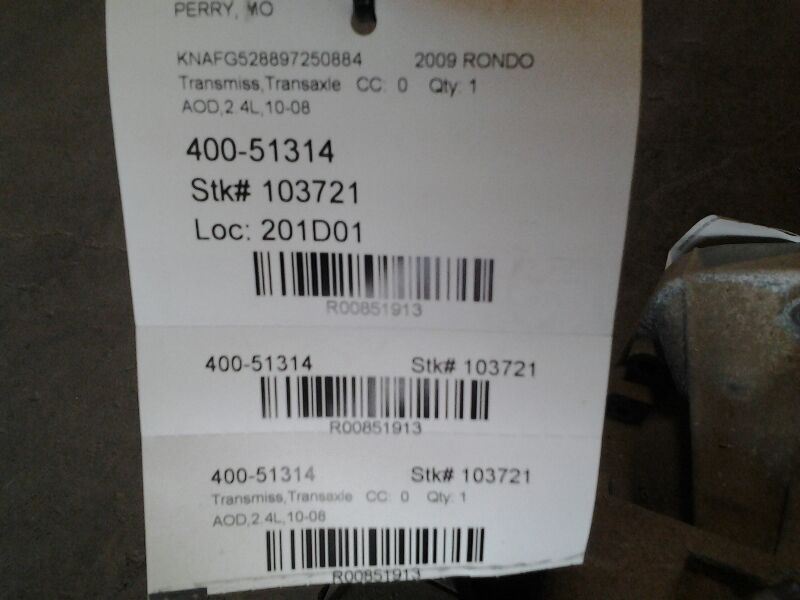 PERRY, MO
KNAFG528897250884 2009 RONDO
Transmiss,Transaxle CC: 0 Qty: 1
AOD,2.4L,10-08
400-51314
Stk# 103721
Loc: 201D01
R00851913
400-51314 Stk# 103721
R00851913
400-51314 Stk# 103721
Transmiss,Transaxle CC: 0 Qty: 1
AOD,2.4L,10-08
R00851913